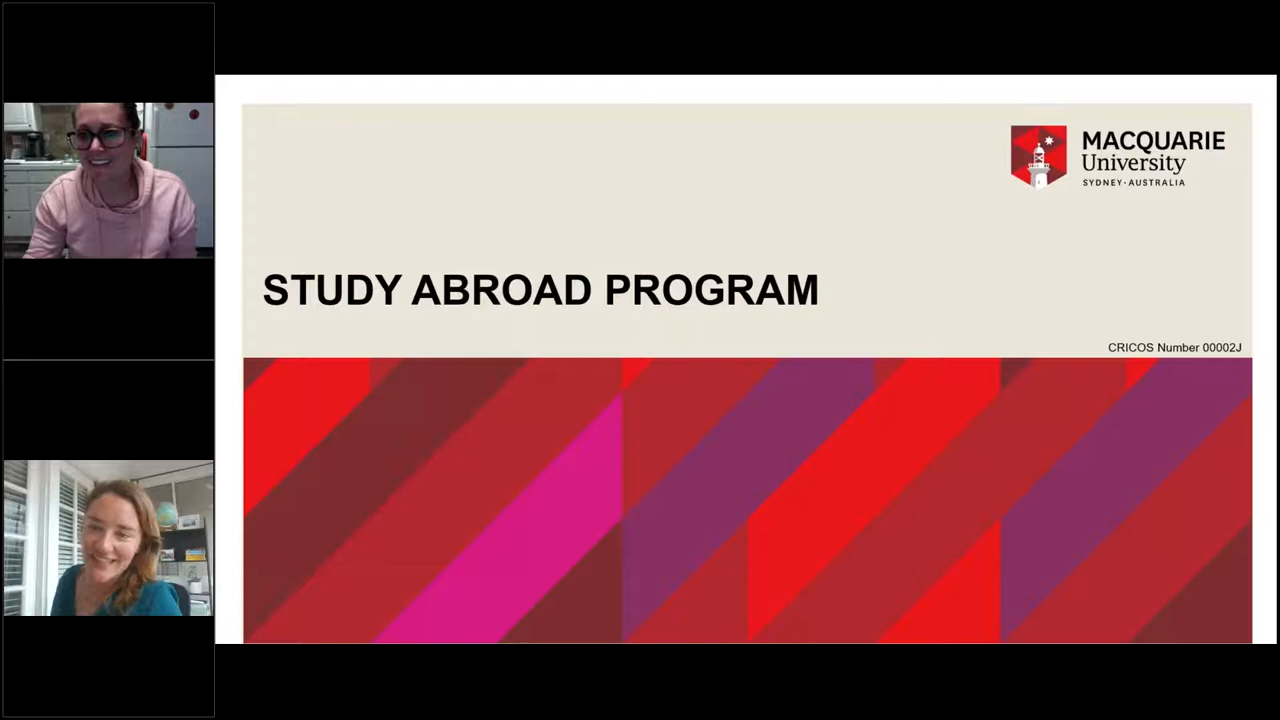 MACQUARIE
University
SYDNEY·AUSTRALIA
STUDY ABROAD PROGRAM
CRICOS Number 00002J